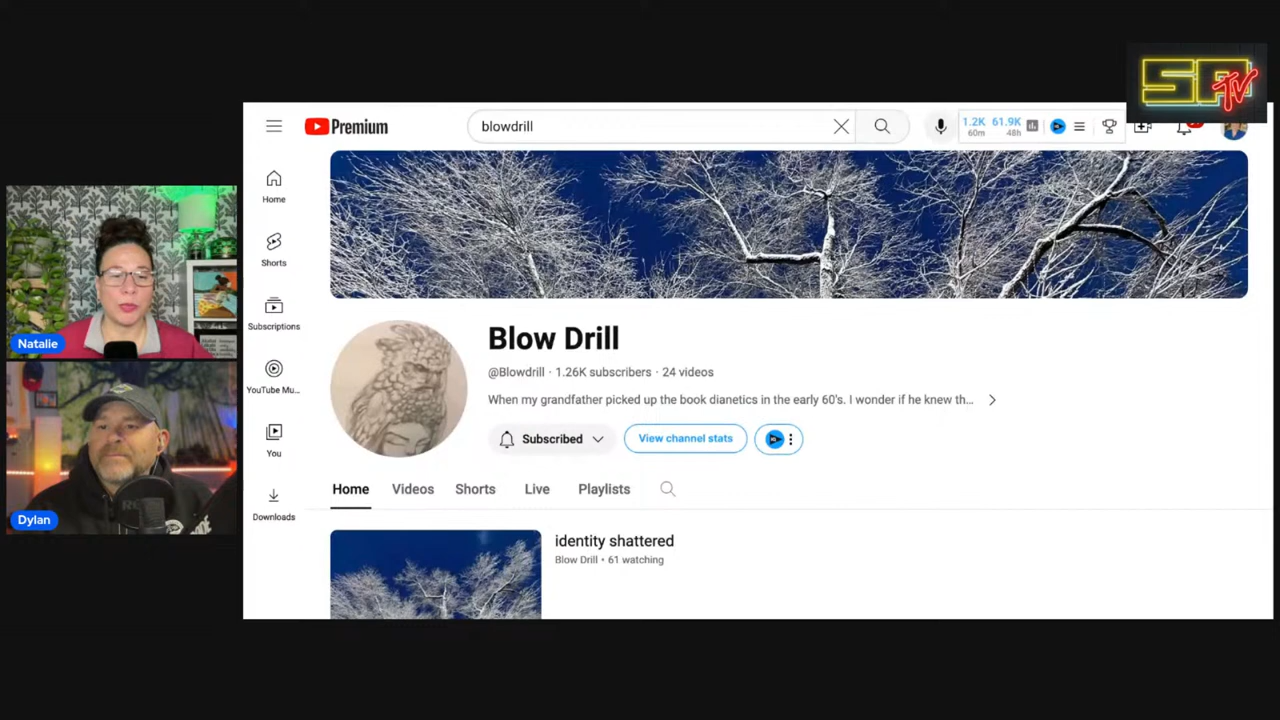 SPTV
Premium
blowdrill
1.2K 61.9K
60m 48h
Home
Shorts
Subscriptions
YouTube Mu...
You
Downloads
Blow Drill
@Blowdrill · 1.26K subscribers · 24 videos
When my grandfather picked up the book dianetics in the early 60's. I wonder if he knew th...
Subscribed
View channel stats
Home Videos Shorts Live Playlists
identity shattered
Blow Drill • 61 watching
Natalie
Dylan